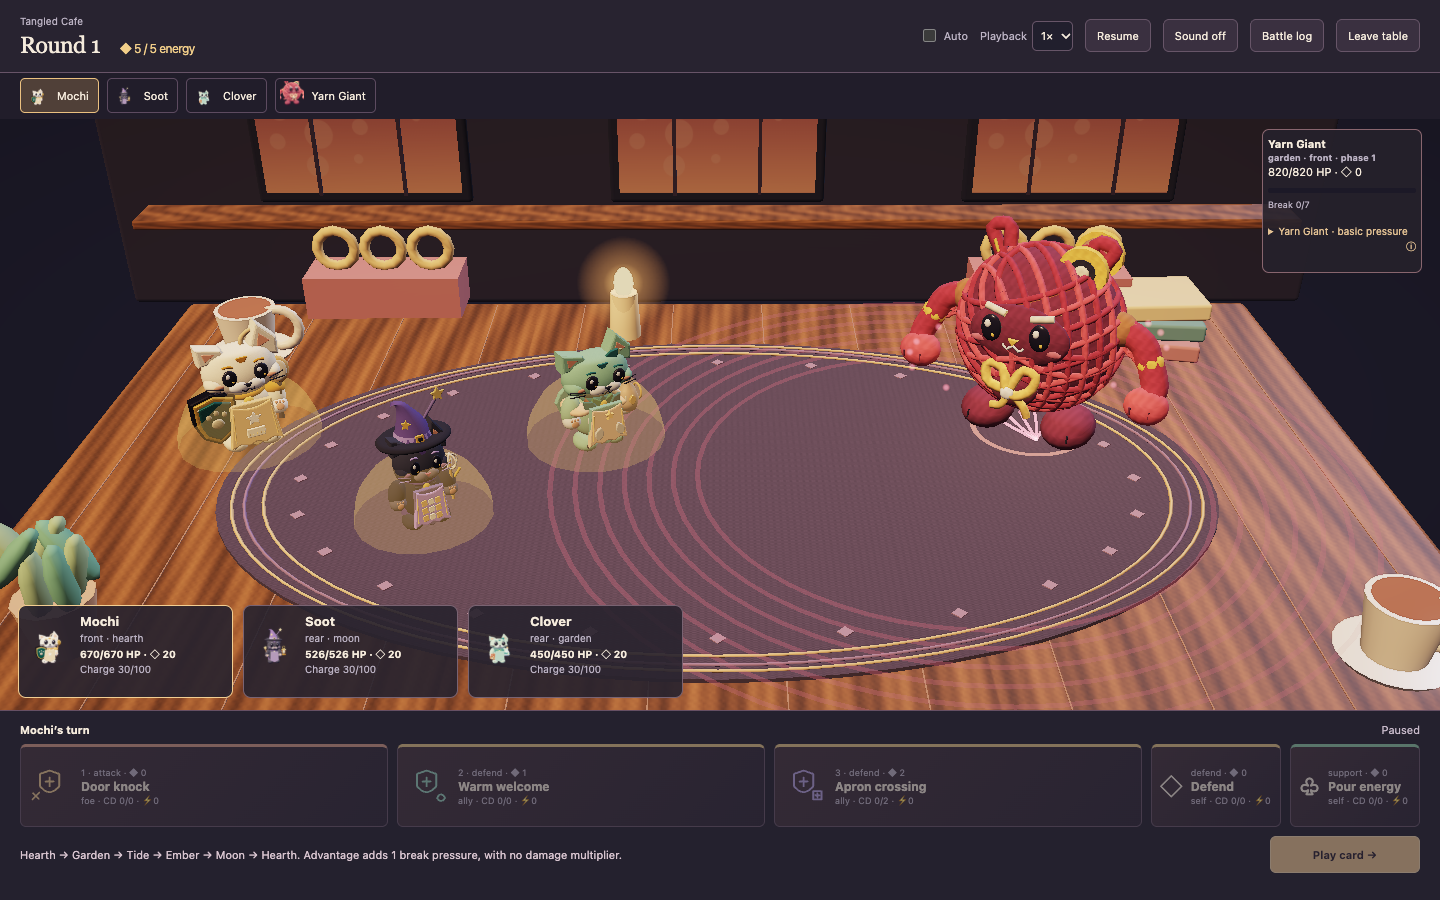 Tangled Cafe
Round 1
◆ 5 / 5 energy
Auto
Playback
1×
Resume
Sound off
Battle log
Leave table
Mochi
Soot
Clover
Yarn Giant
Yarn Giant
garden · front · phase 1
820/820 HP · ◇ 0
Break 0/7
▸ Yarn Giant · basic pressure
ⓘ
Mochi
front · hearth
670/670 HP · ◇ 20
Charge 30/100
Soot
rear · moon
526/526 HP · ◇ 20
Charge 30/100
Clover
rear · garden
450/450 HP · ◇ 20
Charge 30/100
Mochi's turn
Paused
1 · attack · ◆ 0
Door knock
foe · CD 0/0 · ⚡0
2 · defend · ◆ 1
Warm welcome
ally · CD 0/0 · ⚡0
3 · defend · ◆ 2
Apron crossing
ally · CD 0/2 · ⚡0
defend · ◆ 0
Defend
self · CD 0/0 · ⚡0
support · ◆ 0
Pour energy
self · CD 0/0 · ⚡0
Hearth → Garden → Tide → Ember → Moon → Hearth. Advantage adds 1 break pressure, with no damage multiplier.
Play card →